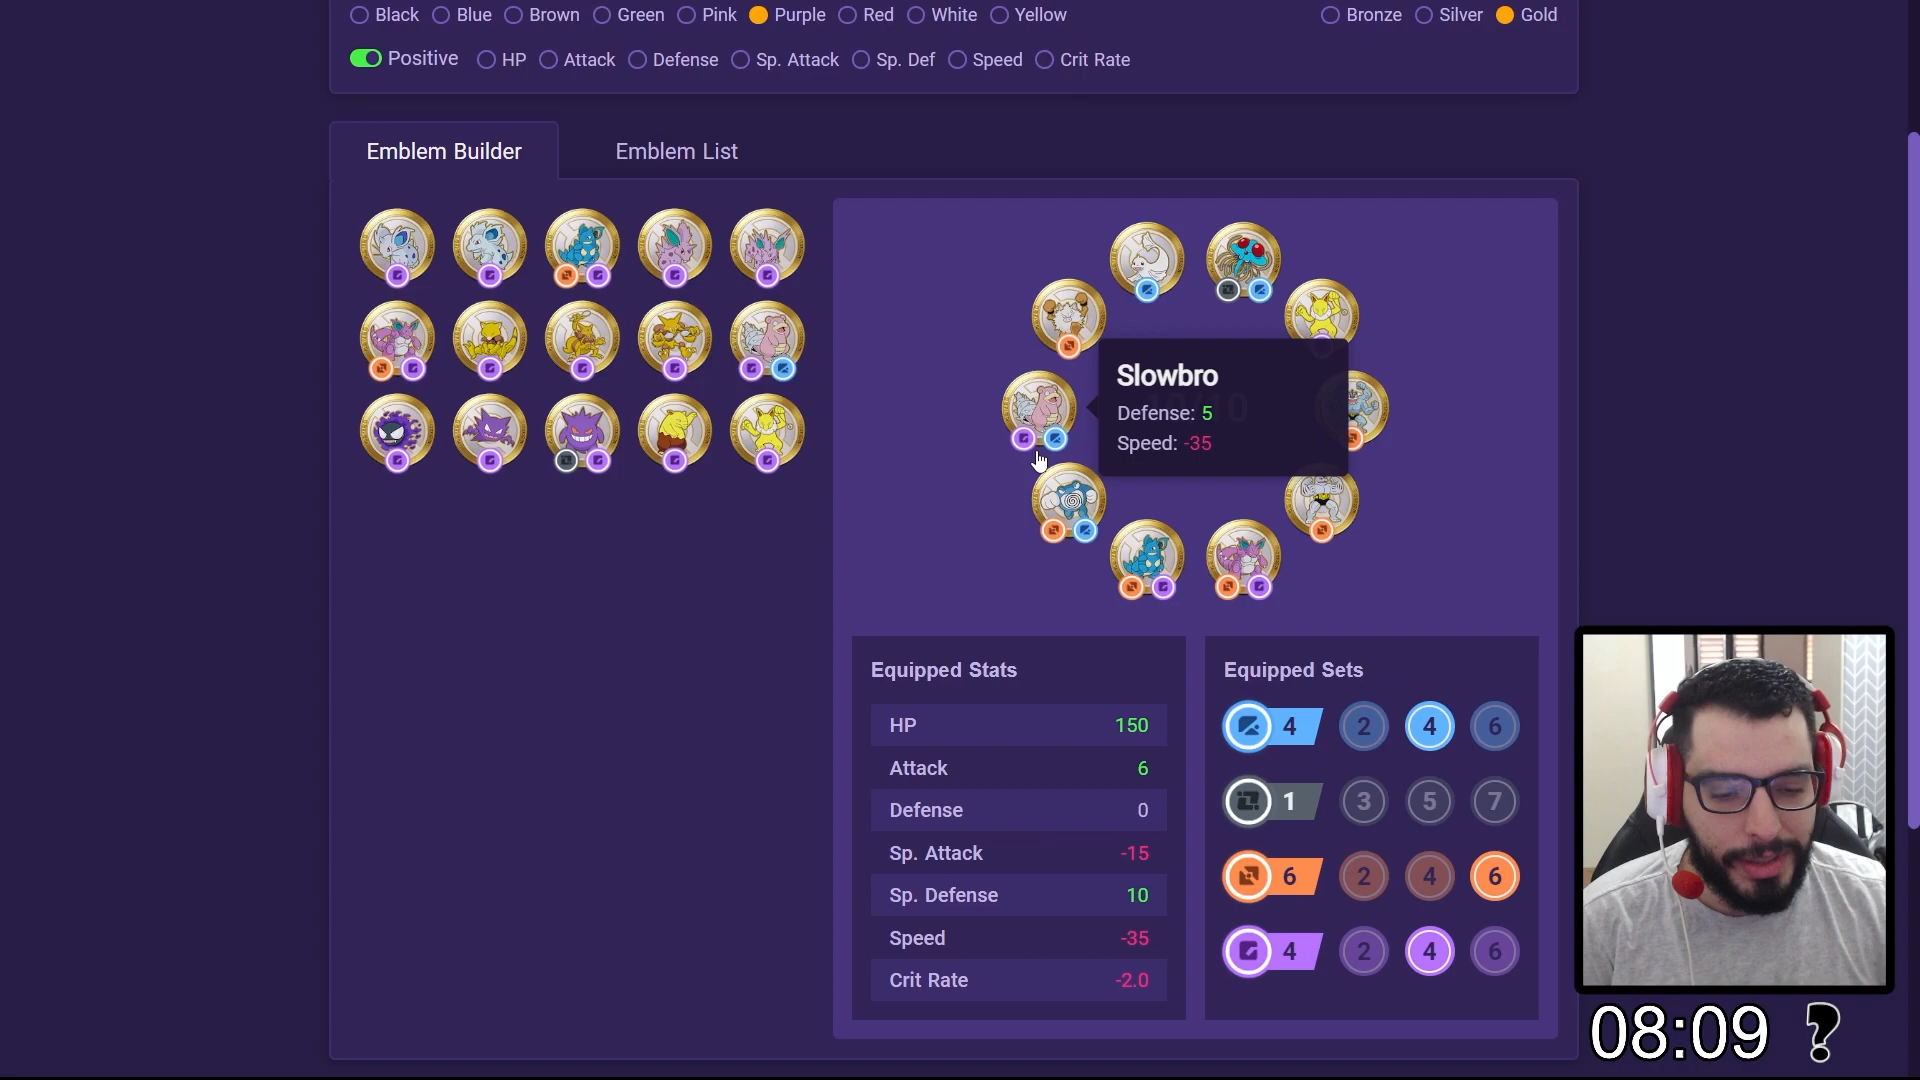 Black Blue Brown Green Pink Purple Red White Yellow Bronze Silver Gold
Positive HP Attack Defense Sp. Attack Sp. Def Speed Crit Rate
Emblem Builder Emblem List
Slowbro
Defense: 5
Speed: -35
Equipped Stats
HP 150
Attack 6
Defense 0
Sp. Attack -15
Sp. Defense 10
Speed -35
Crit Rate -2.0
Equipped Sets
4 2 4 6
1 3 5 7
6 2 4 6
4 2 4 6
08:09 ?